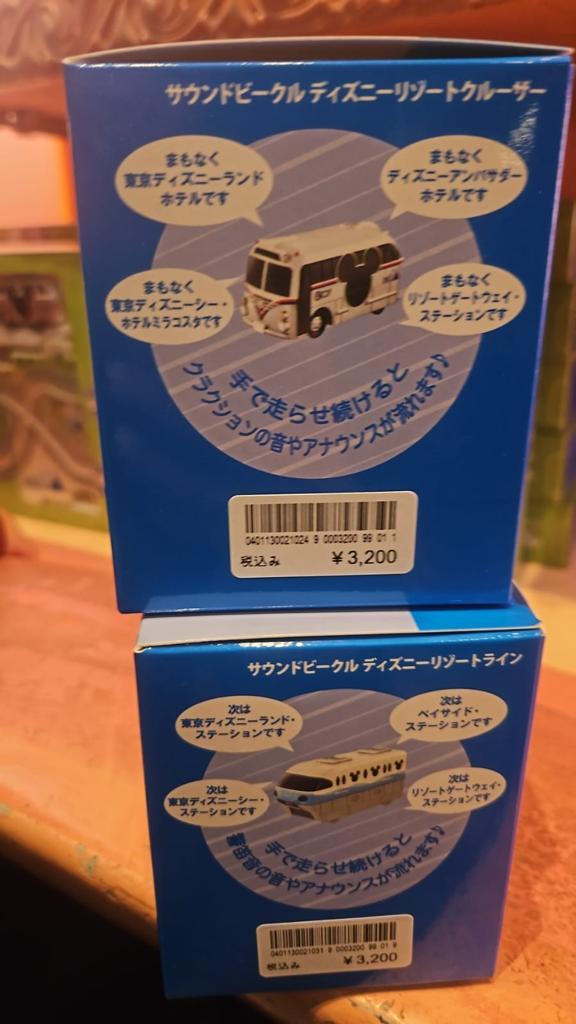 サウンドビークル ディズニーリゾートクルーザー
まもなく
東京ディズニーランド
ホテルです
まもなく
ディズニーアンバサダー
ホテルです
まもなく
東京ディズニーシー・
ホテルミラコスタです
まもなく
リゾートゲートウェイ・
ステーションです
手で走らせ続けると
クラクションの音やアナウンスが流れます♪
0401130021024 9 0003200 99 01 1
税込み ¥3,200
サウンドビークル ディズニーリゾートライン
次は
東京ディズニーランド・
ステーションです
次は
ベイサイド・
ステーションです
次は
東京ディズニーシー・
ステーションです
次は
リゾートゲートウェイ・
ステーションです
手で走らせ続けると
警笛音の音やアナウンスが流れます♪
0401130021031 9 0003200 99 01 9
税込み ¥3,200